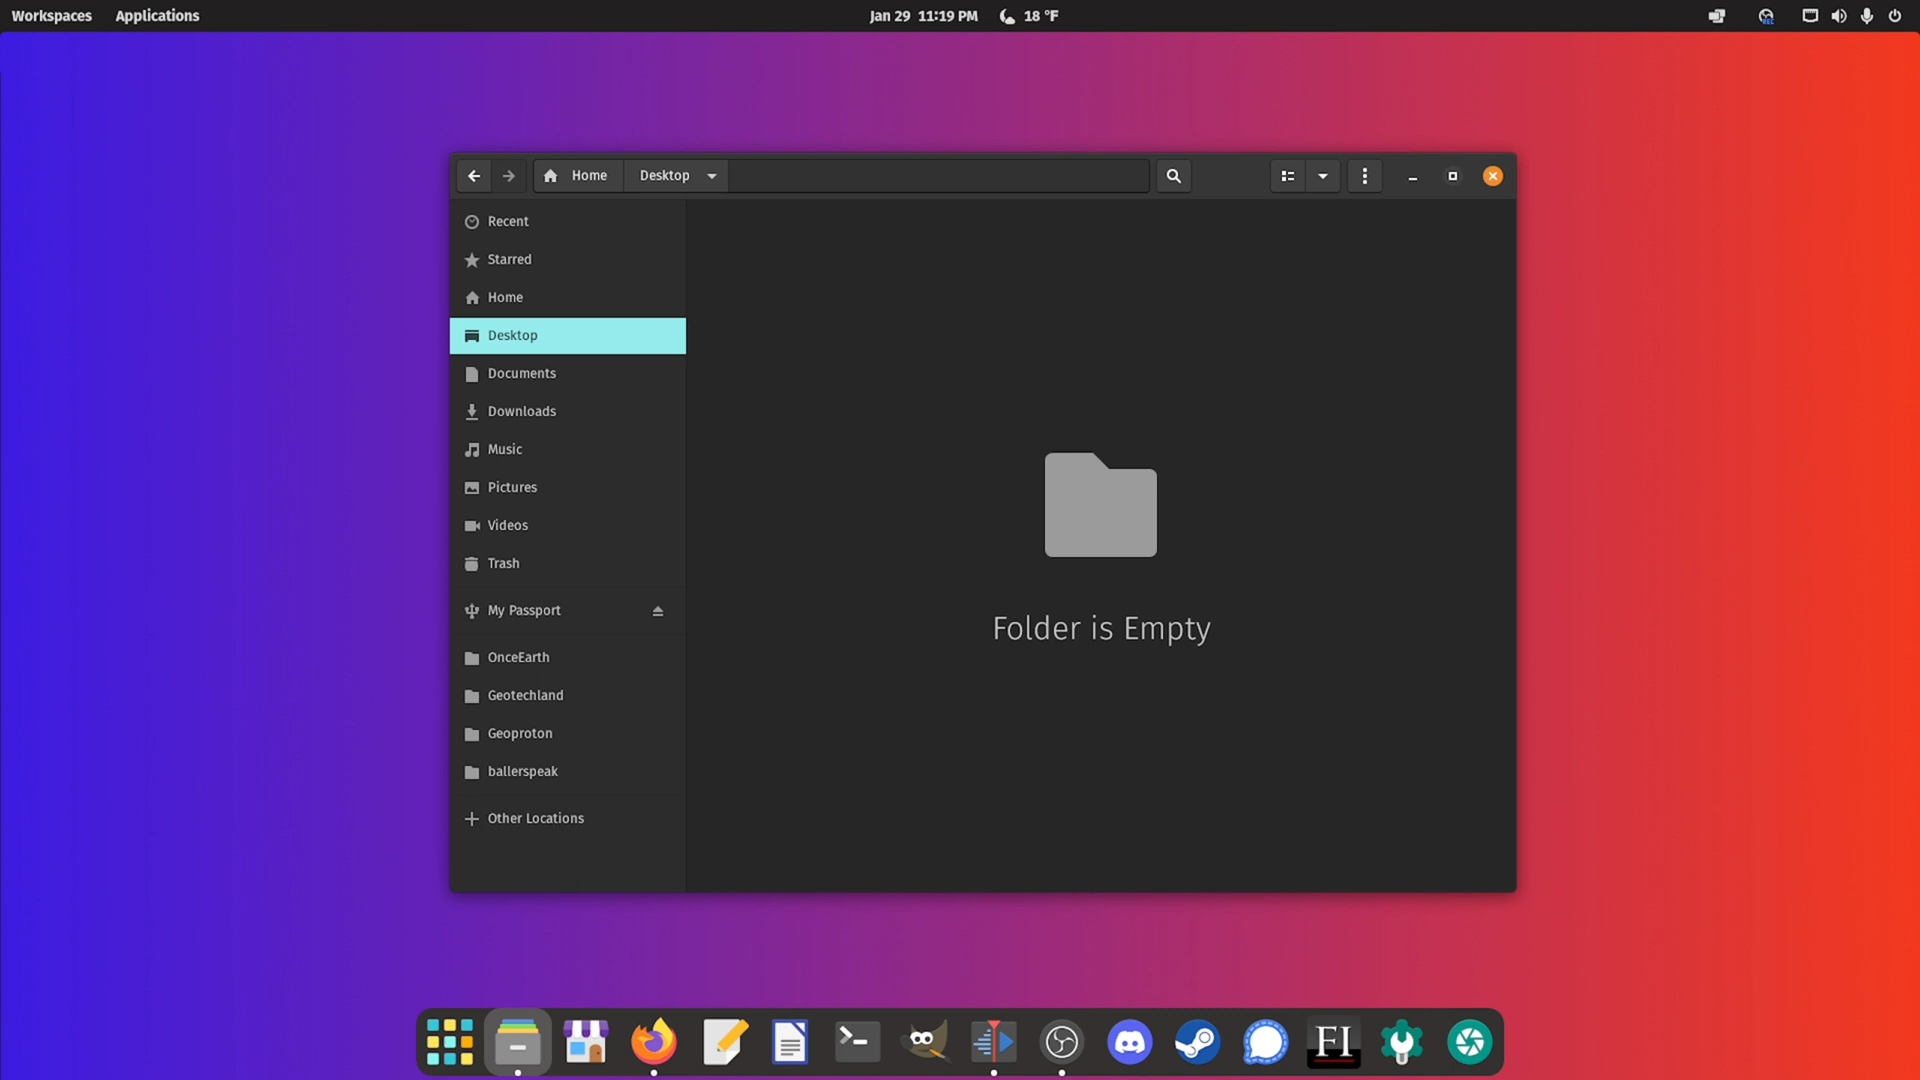 Workspaces Applications Jan 29 11:19 PM 18 °F
REC
Home Desktop
Recent
Starred
Home
Desktop
Documents
Downloads
Music
Pictures
Videos
Trash
My Passport
OnceEarth
Geotechland
Geoproton
ballerspeak
Other Locations
Folder is Empty
FI